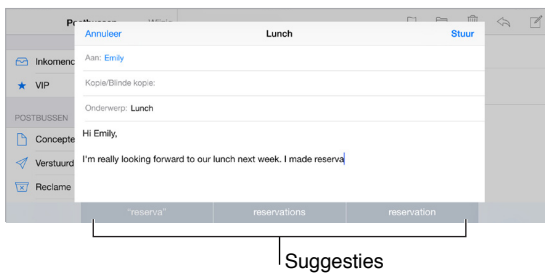 Postbussen Wijzig
Annuleer Lunch Stuur
Aan: Emily
Inkomend
Kopie/Blinde kopie:
VIP
Onderwerp: Lunch
POSTBUSSEN
Hi Emily,
Concepte
I'm really looking forward to our lunch next week. I made reserva
Verstuurd
Reclame
"reserva" reservations reservation
Suggesties